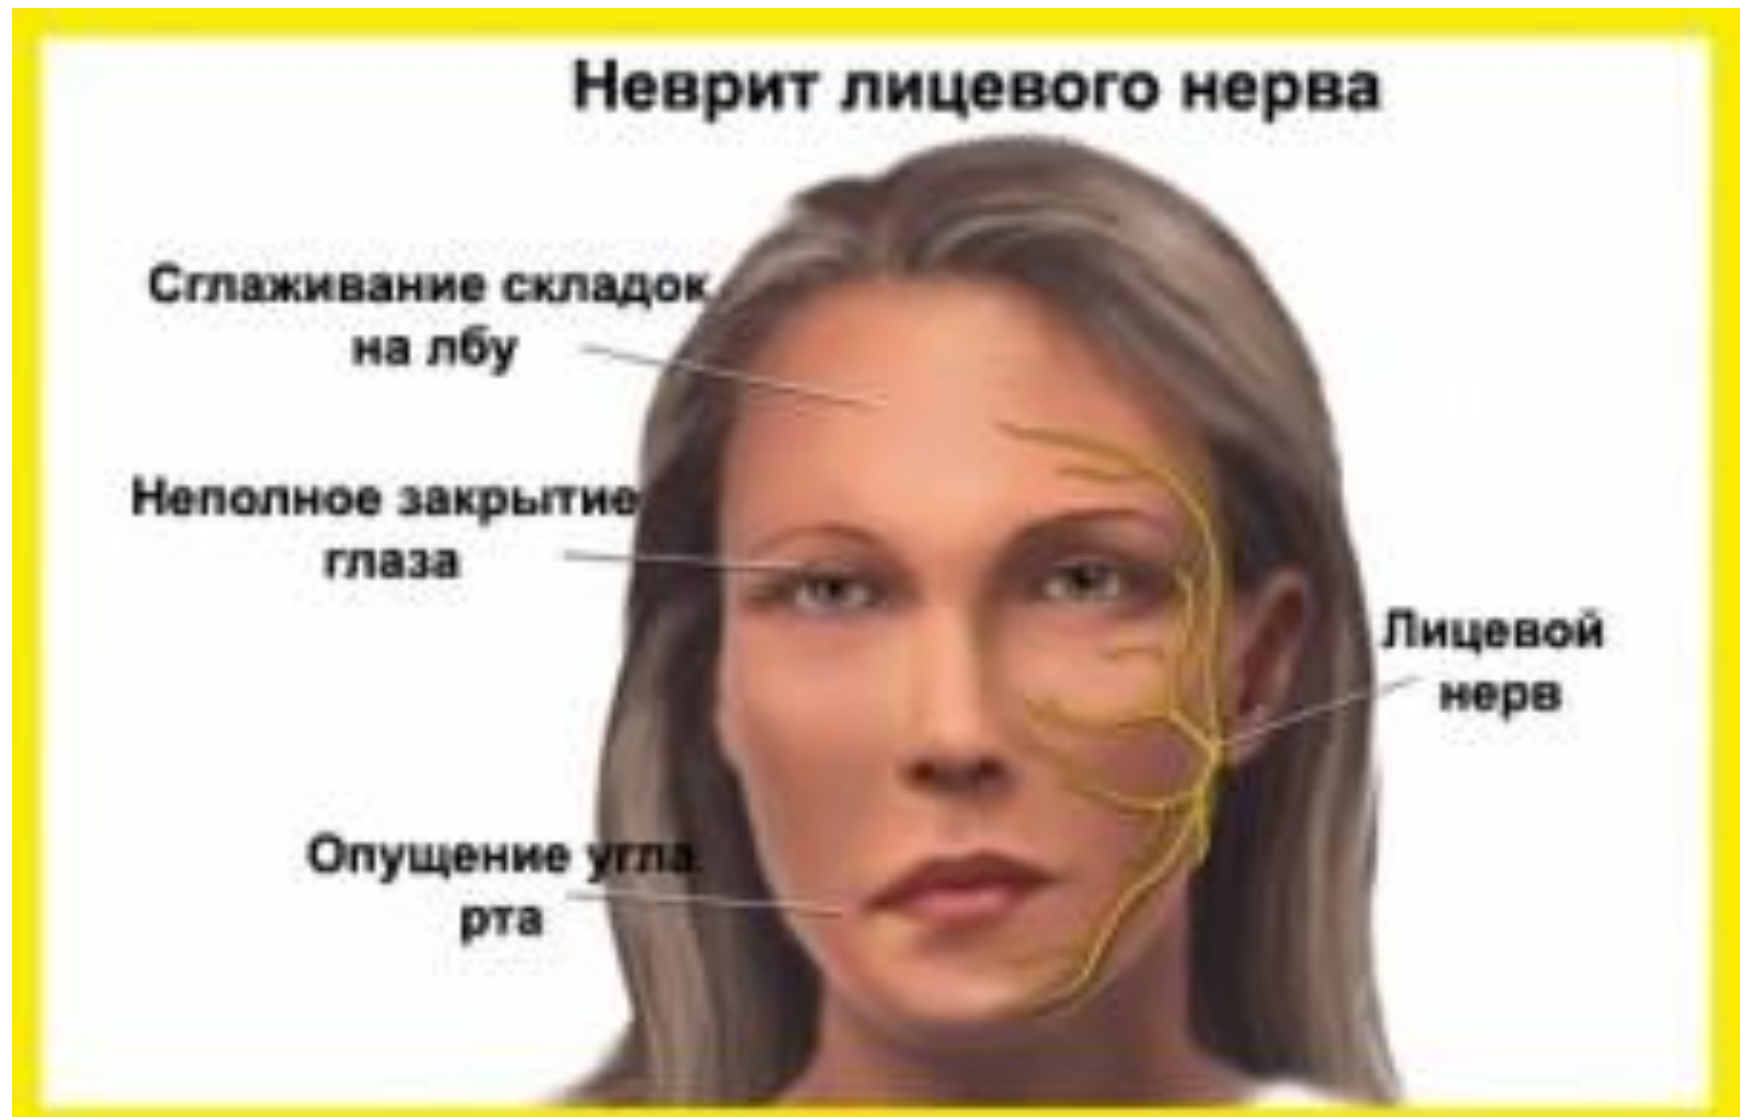 Неврит лицевого нерва
Сглаживание складок
на лбу
Неполное закрытие
глаза
Лицевой
нерв
Опущение угла
рта